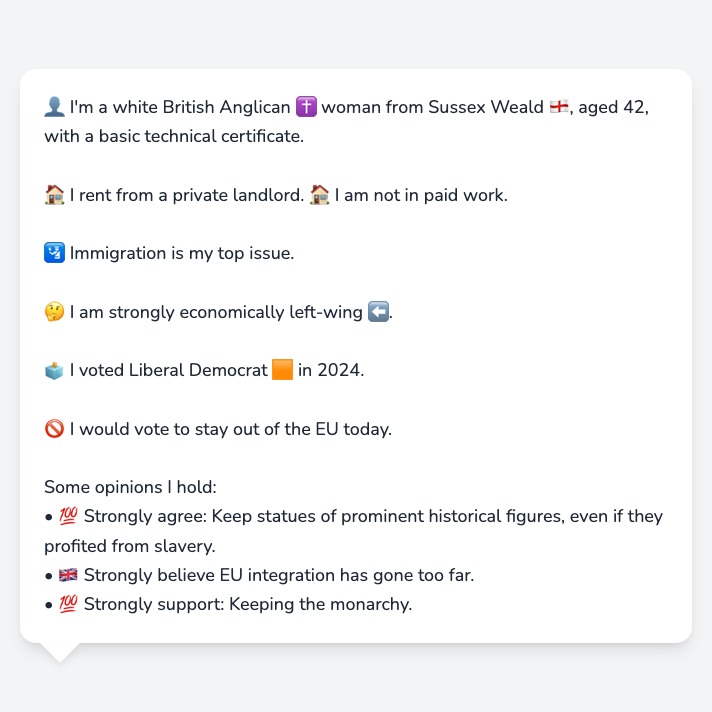 👤 I'm a white British Anglican ✝️ woman from Sussex Weald 🏴󠁧󠁢󠁥󠁮󠁧󠁿, aged 42,
with a basic technical certificate.
🏠 I rent from a private landlord. 🏠 I am not in paid work.
🛂 Immigration is my top issue.
🤔 I am strongly economically left-wing ⬅️.
🗳️ I voted Liberal Democrat 🟧 in 2024.
🚫 I would vote to stay out of the EU today.
Some opinions I hold:
• 💯 Strongly agree: Keep statues of prominent historical figures, even if they
profited from slavery.
• 🇬🇧 Strongly believe EU integration has gone too far.
• 💯 Strongly support: Keeping the monarchy.